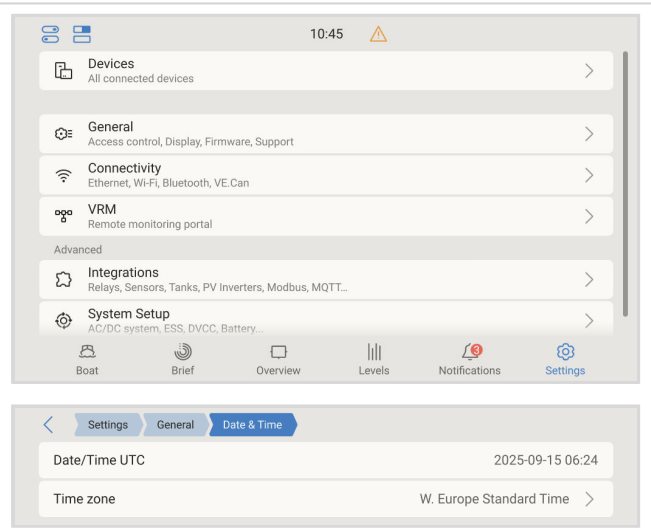 10:45
Devices
All connected devices
General
Access control, Display, Firmware, Support
Connectivity
Ethernet, Wi-Fi, Bluetooth, VE.Can
VRM
Remote monitoring portal
Advanced
Integrations
Relays, Sensors, Tanks, PV Inverters, Modbus, MQTT...
System Setup
AC/DC system, ESS, DVCC, Battery...
3
Boat Brief Overview Levels Notifications Settings
Settings General Date & Time
Date/Time UTC 2025-09-15 06:24
Time zone W. Europe Standard Time